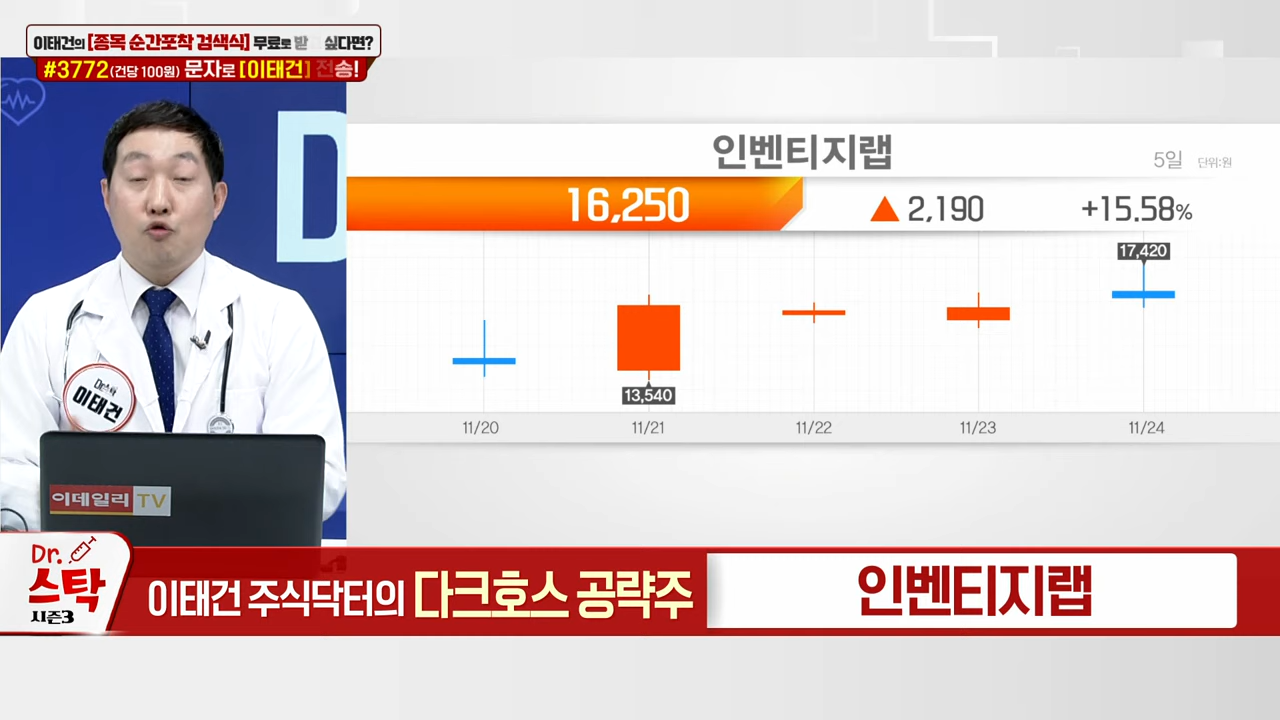 이태건의 [종목 순간포착 검색식] 무료로 받 싶다면?
#3772(건당 100원) 문자로 [이태건] 전송!
D
인벤티지랩
5일 단위:원
16,250 ▲ 2,190 +15.58%
17,420
13,540
11/20 11/21 11/22 11/23 11/24
Dr.스탁
이태건
이데일리 TV
Dr.
스탁
시즌3
이태건 주식닥터의 다크호스 공략주 인벤티지랩